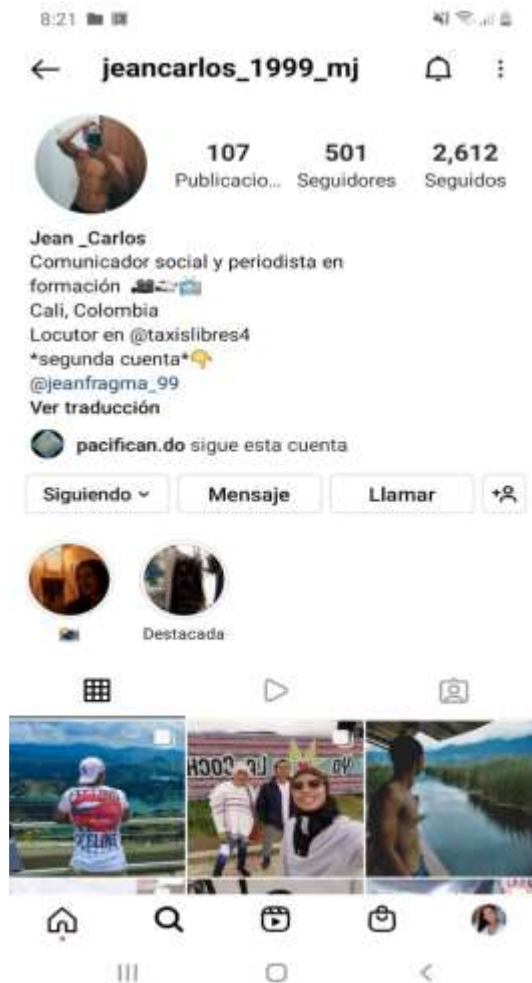 8:21
jeancarlos_1999_mj
107 501 2,612
Publicacio... Seguidores Seguidos
Jean _Carlos
Comunicador social y periodista en
formación
Cali, Colombia
Locutor en @taxislibres4
*segunda cuenta*
@jeanfragma_99
Ver traducción
pacifican.do sigue esta cuenta
Siguiendo Mensaje Llamar
Destacada